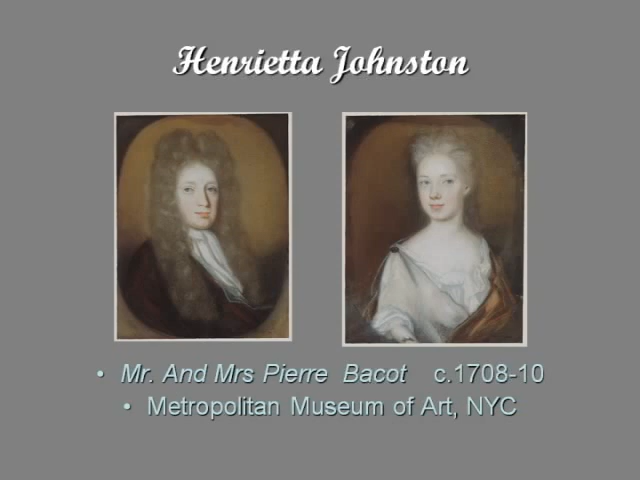 Henrietta Johnston
• Mr. And Mrs Pierre Bacot c.1708-10
• Metropolitan Museum of Art, NYC